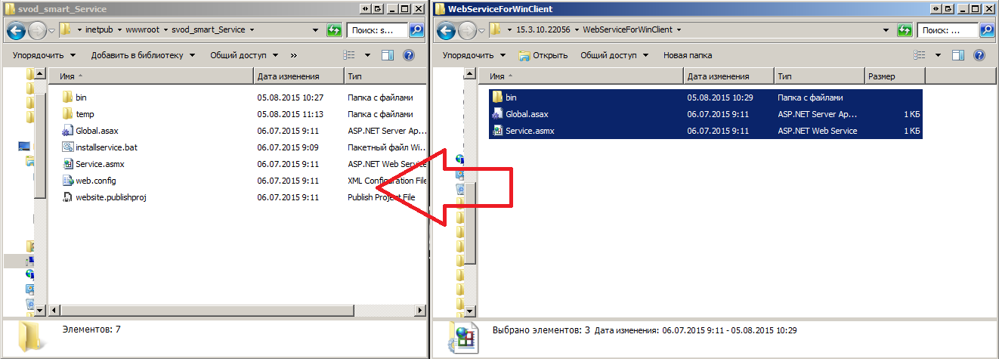 svod_smart_Service
inetpub wwwroot svod_smart_Service Поиск: s...
Упорядочить Добавить в библиотеку Общий доступ »
Имя Дата изменения Тип
bin 05.08.2015 10:27 Папка с файлами
temp 05.08.2015 11:13 Папка с файлами
Global.asax 06.07.2015 9:11 ASP.NET Server Ap...
installservice.bat 06.07.2015 9:09 Пакетный файл Wi...
Service.asmx 06.07.2015 9:11 ASP.NET Web Service
web.config 06.07.2015 9:11 XML Configuration File
website.publishproj 06.07.2015 9:11 Publish Project File
Элементов: 7
WebServiceForWinClient
15.3.10.22056 WebServiceForWinClient Поиск: ...
Упорядочить Открыть Общий доступ Новая папка
Имя Дата изменения Тип Размер
bin 05.08.2015 10:29 Папка с файлами
Global.asax 06.07.2015 9:11 ASP.NET Server Ap... 1 КБ
Service.asmx 06.07.2015 9:11 ASP.NET Web Service 1 КБ
Выбрано элементов: 3 Дата изменения: 06.07.2015 9:11 - 05.08.2015 10:29